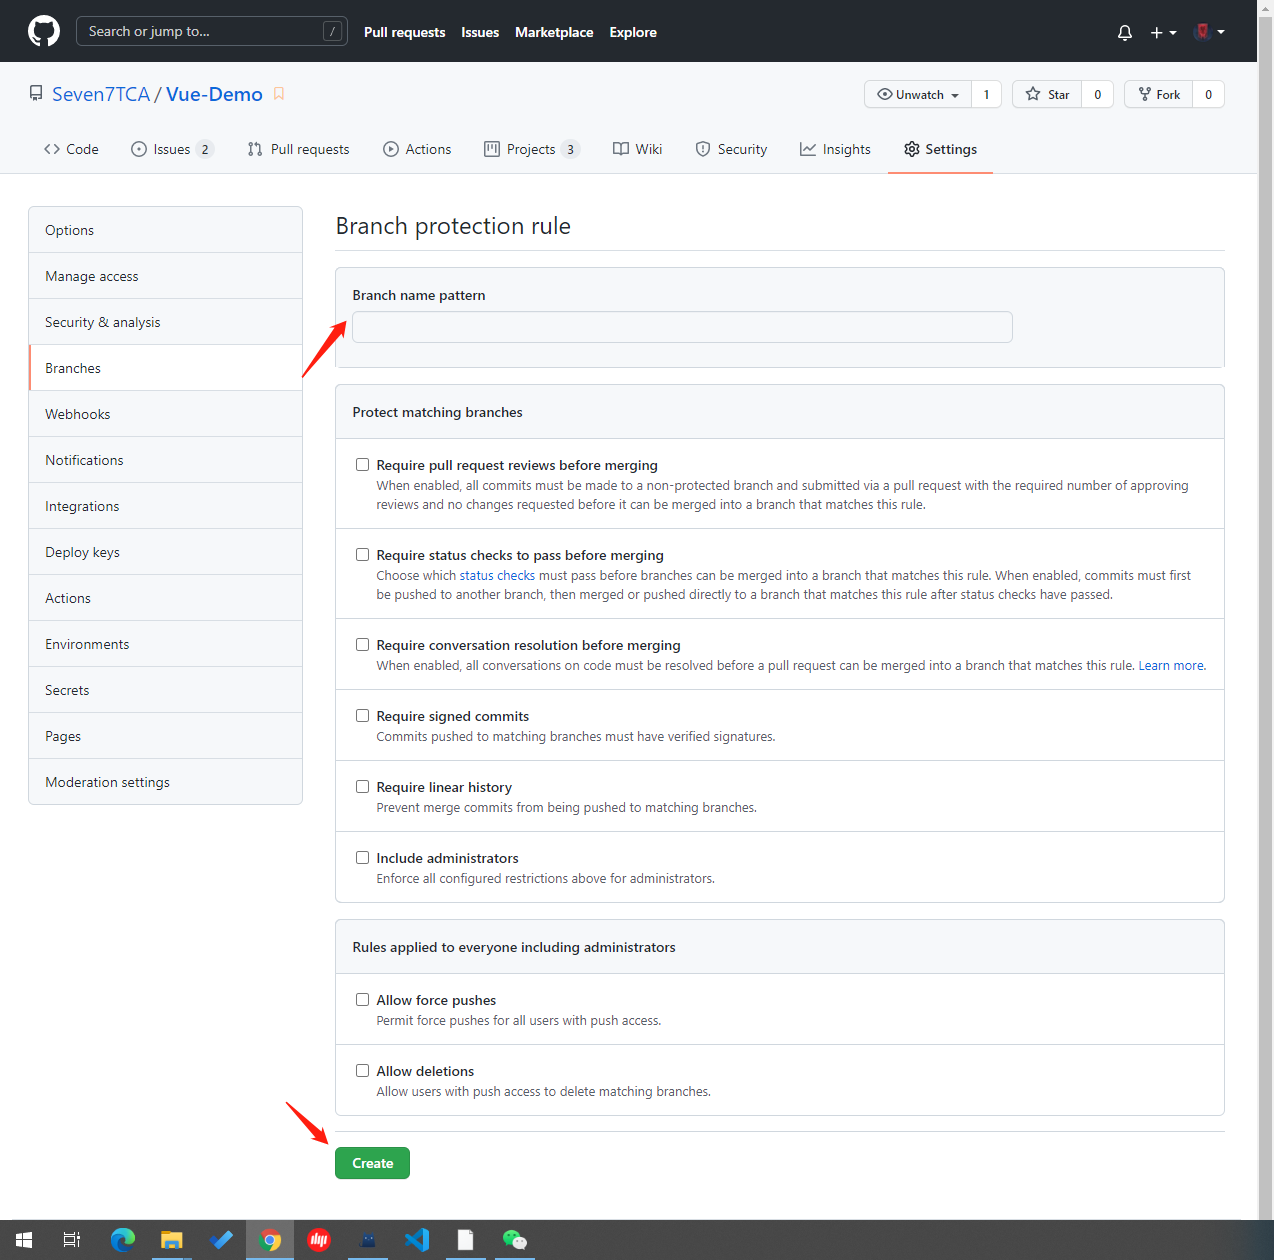 Search or jump to... /
Pull requests Issues Marketplace Explore
Seven7TCA / Vue-Demo
Unwatch 1 Star 0 Fork 0
Code Issues 2 Pull requests Actions Projects 3 Wiki Security Insights Settings
Options
Manage access
Security & analysis
Branches
Webhooks
Notifications
Integrations
Deploy keys
Actions
Environments
Secrets
Pages
Moderation settings
Branch protection rule
Branch name pattern
Protect matching branches
Require pull request reviews before merging
When enabled, all commits must be made to a non-protected branch and submitted via a pull request with the required number of approving
reviews and no changes requested before it can be merged into a branch that matches this rule.
Require status checks to pass before merging
Choose which status checks must pass before branches can be merged into a branch that matches this rule. When enabled, commits must first
be pushed to another branch, then merged or pushed directly to a branch that matches this rule after status checks have passed.
Require conversation resolution before merging
When enabled, all conversations on code must be resolved before a pull request can be merged into a branch that matches this rule. Learn more.
Require signed commits
Commits pushed to matching branches must have verified signatures.
Require linear history
Prevent merge commits from being pushed to matching branches.
Include administrators
Enforce all configured restrictions above for administrators.
Rules applied to everyone including administrators
Allow force pushes
Permit force pushes for all users with push access.
Allow deletions
Allow users with push access to delete matching branches.
Create